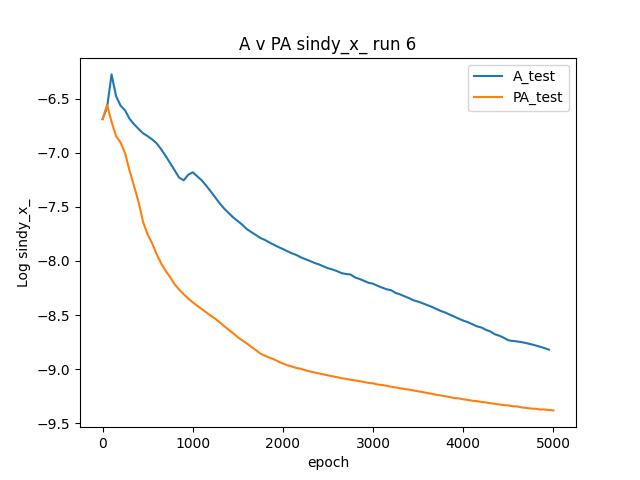 A v PA sindy_x_ run 6
A_test
PA_test
Log sindy_x_
−6.5
−7.0
−7.5
−8.0
−8.5
−9.0
−9.5
0 1000 2000 3000 4000 5000
epoch